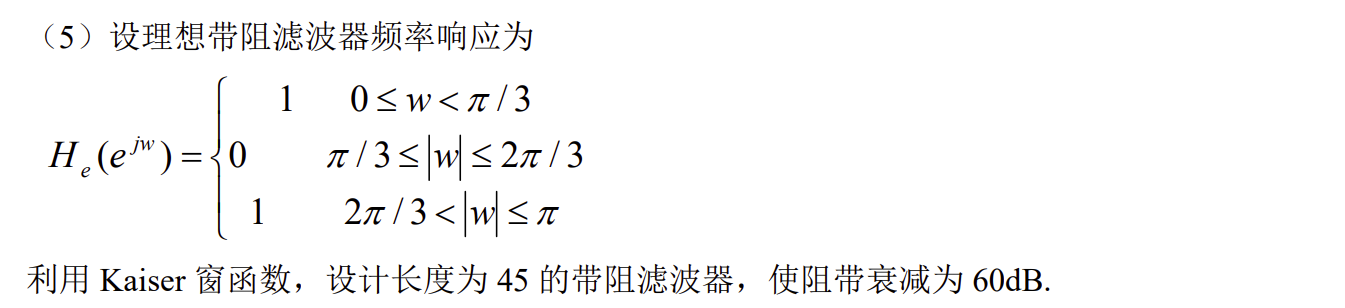 （5）设理想带阻滤波器频率响应为
1 0 ≤ w < π / 3
H_e(e^{jw}) = { 0 π / 3 ≤ |w| ≤ 2π / 3
1 2π / 3 < |w| ≤ π
利用 Kaiser 窗函数，设计长度为 45 的带阻滤波器，使阻带衰减为 60dB.